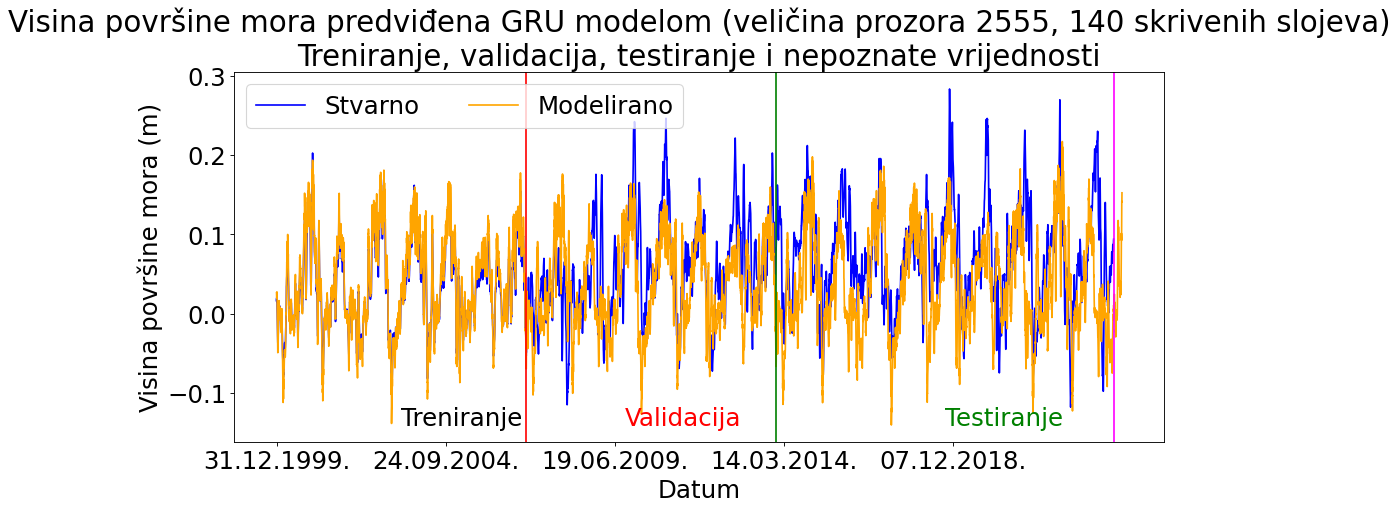 Visina površine mora predviđena GRU modelom (veličina prozora 2555, 140 skrivenih slojeva)
Treniranje, validacija, testiranje i nepoznate vrijednosti
Stvarno
Modelirano
Visina površine mora (m)
0.3
0.2
0.1
0.0
−0.1
Treniranje
Validacija
Testiranje
31.12.1999.
24.09.2004.
19.06.2009.
14.03.2014.
07.12.2018.
Datum